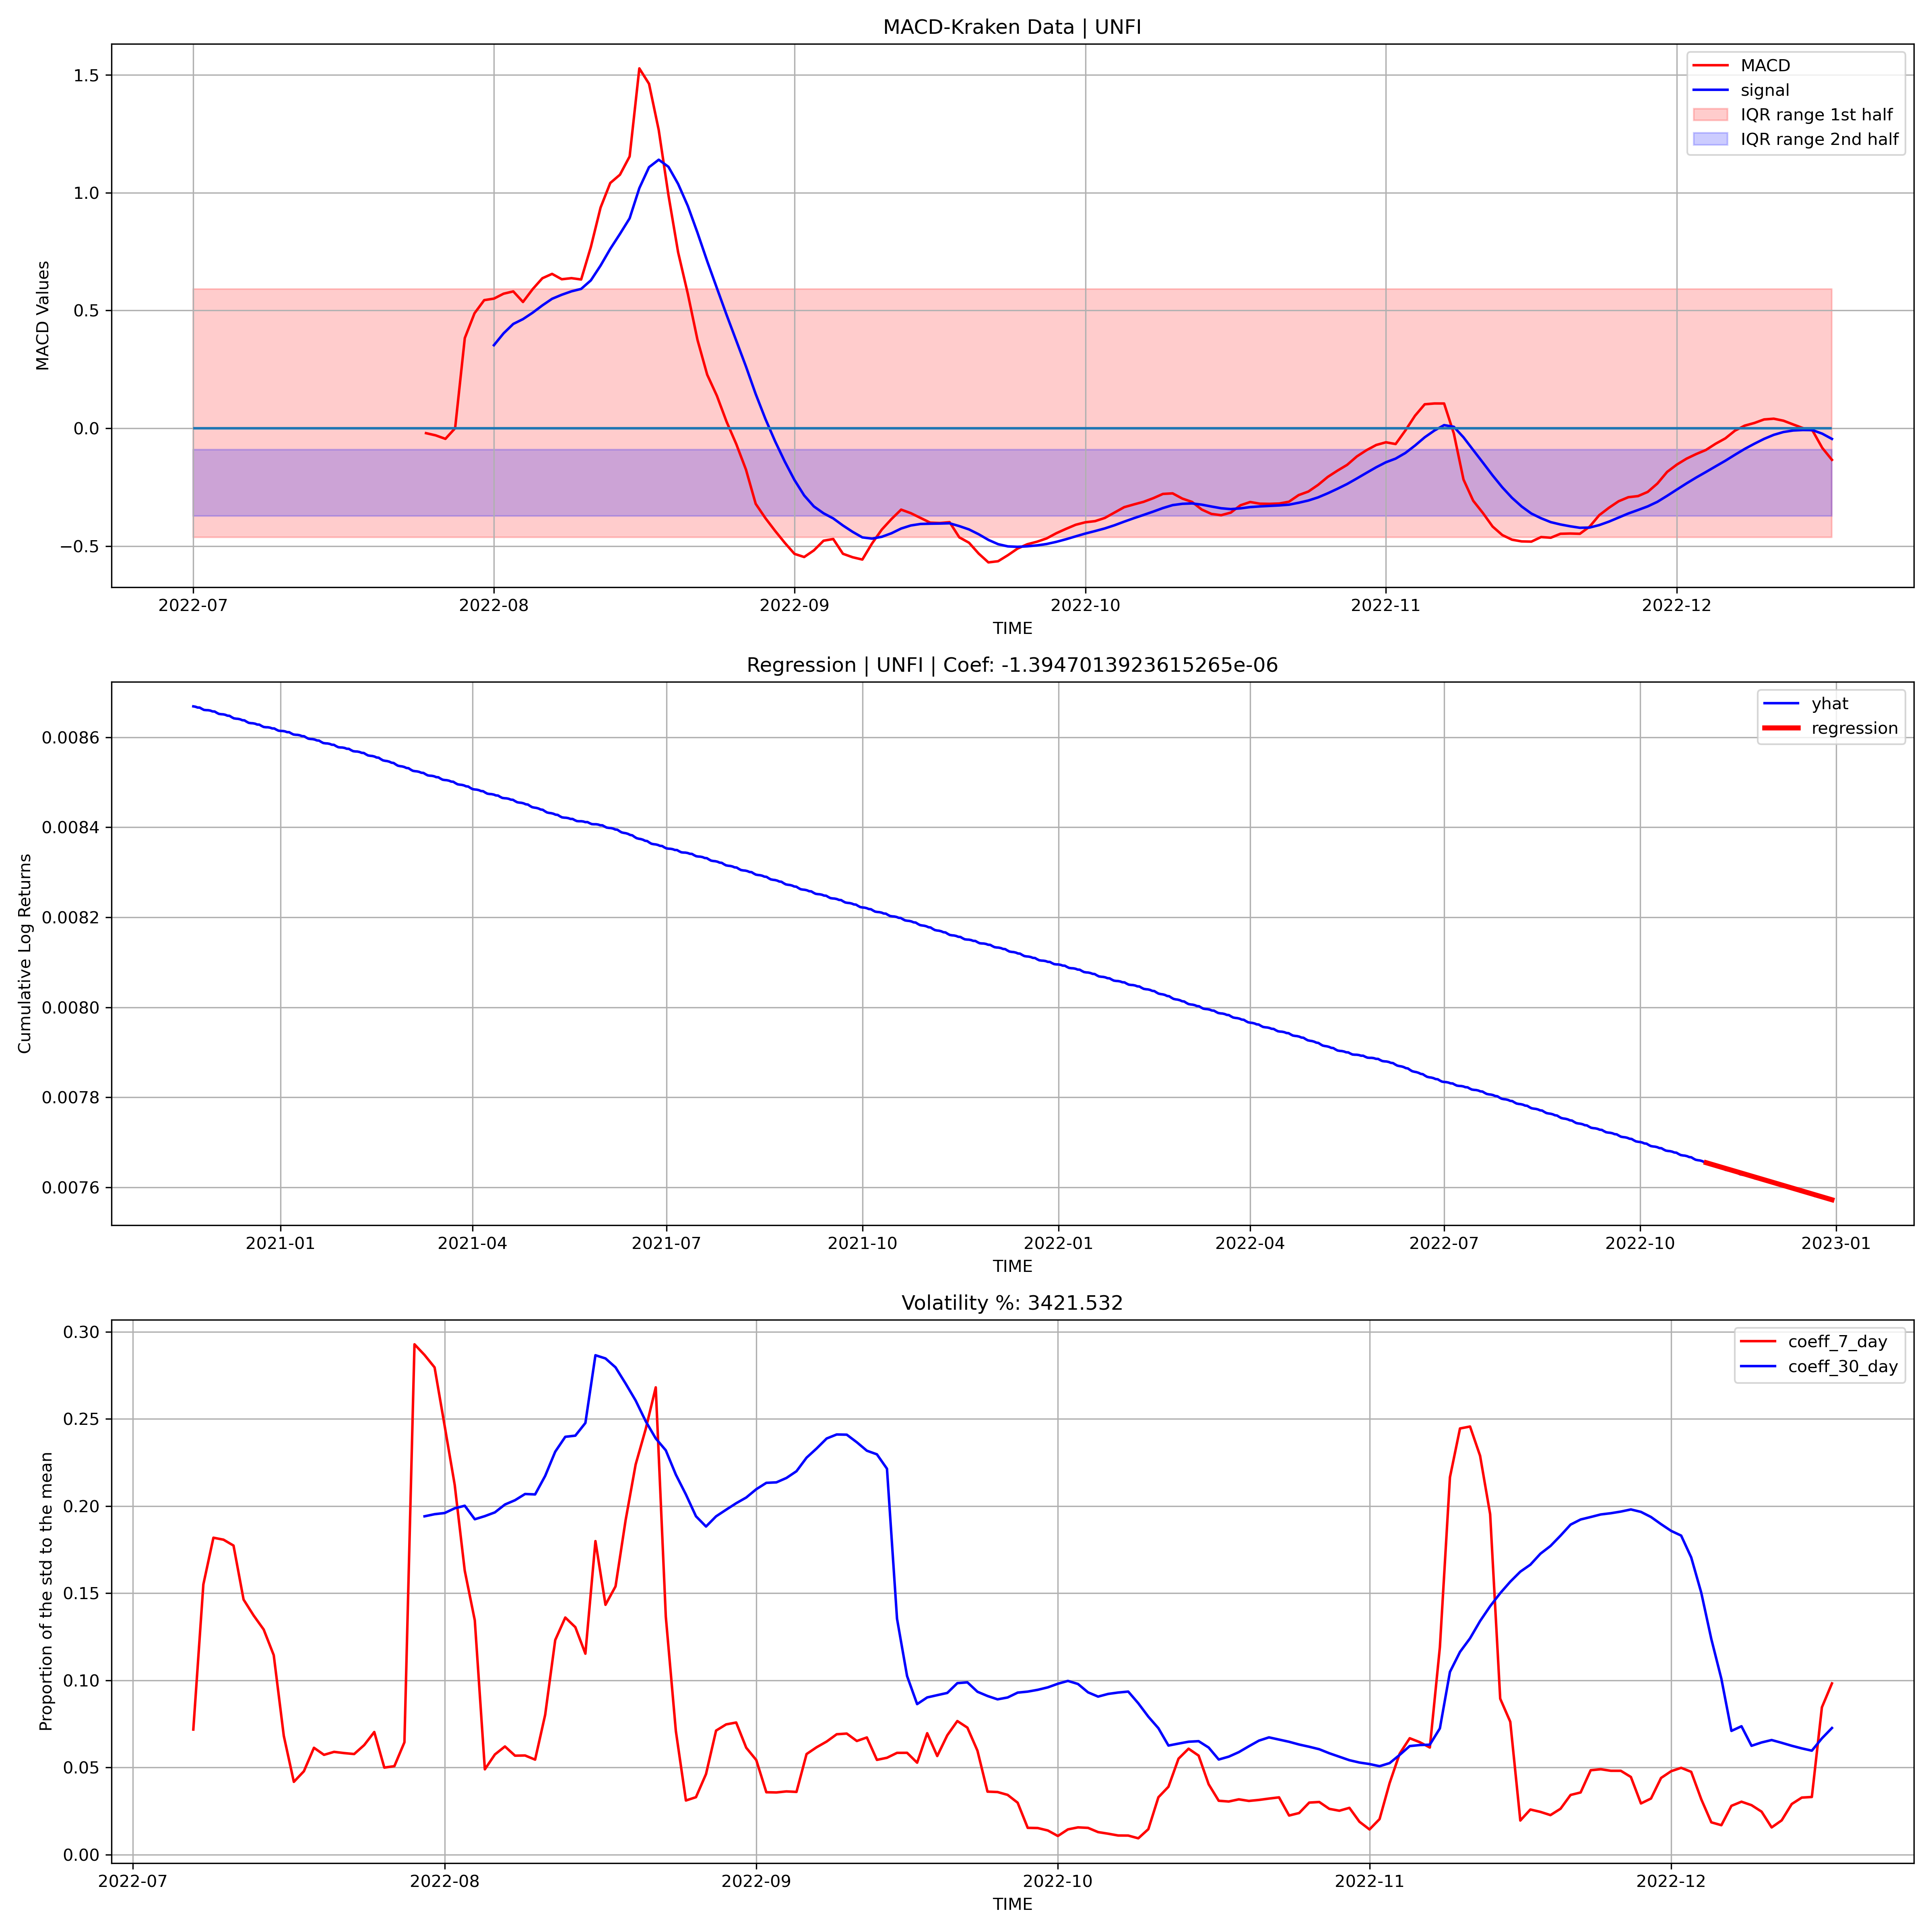 MACD-Kraken Data | UNFI
MACD Values
1.5
1.0
0.5
0.0
−0.5
MACD
signal
IQR range 1st half
IQR range 2nd half
2022-07 2022-08 2022-09 2022-10 2022-11 2022-12
TIME
Regression | UNFI | Coef: -1.3947013923615265e-06
Cumulative Log Returns
0.0086
0.0084
0.0082
0.0080
0.0078
0.0076
yhat
regression
2021-01 2021-04 2021-07 2021-10 2022-01 2022-04 2022-07 2022-10 2023-01
TIME
Volatility %: 3421.532
Proportion of the std to the mean
0.30
0.25
0.20
0.15
0.10
0.05
0.00
coeff_7_day
coeff_30_day
2022-07 2022-08 2022-09 2022-10 2022-11 2022-12
TIME